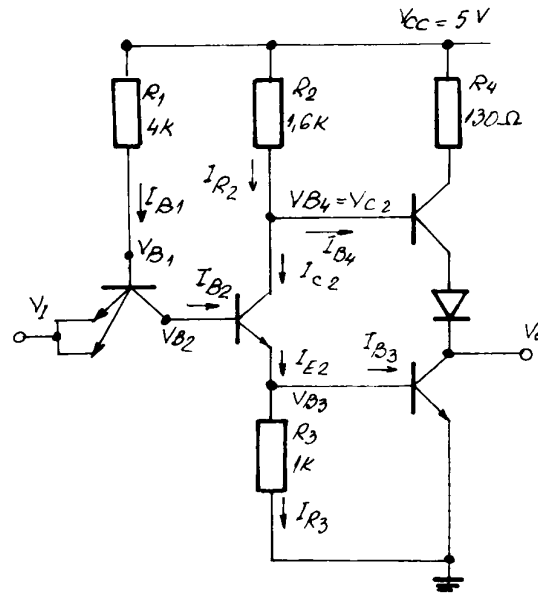 VCC = 5 V
R1
4K
R2
1,6K
R4
130Ω
IB1
IR2
VB4 = VC2
IB4
VB1
IC2
VI
IB2
VB2
IE2
IB3
VB3
R3
1K
IR3